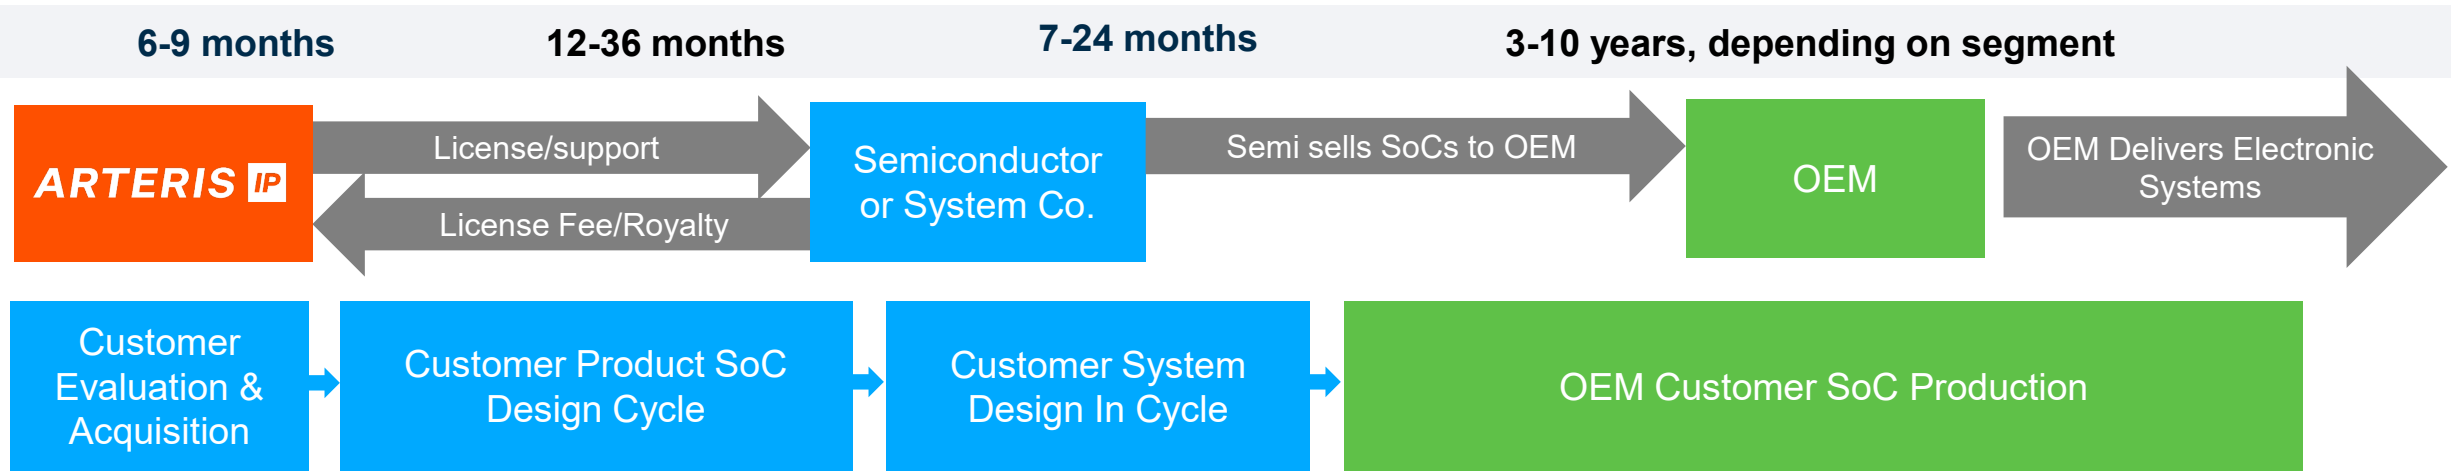 6-9 months
12-36 months
7-24 months
3-10 years, depending on segment
ARTERIS IP
License/support
License Fee/Royalty
Semiconductor
or System Co.
Semi sells SoCs to OEM
OEM
OEM Delivers Electronic
Systems
Customer
Evaluation &
Acquisition
Customer Product SoC
Design Cycle
Customer System
Design In Cycle
OEM Customer SoC Production